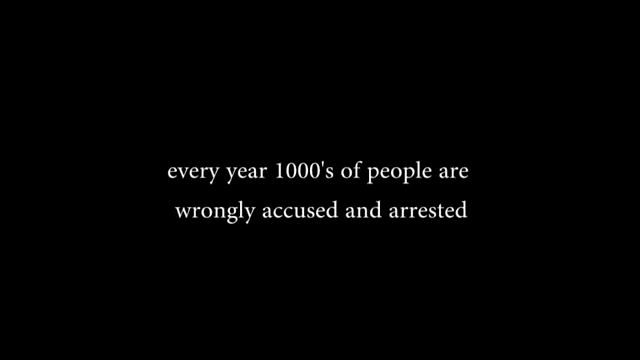 every year 1000's of people are
wrongly accused and arrested